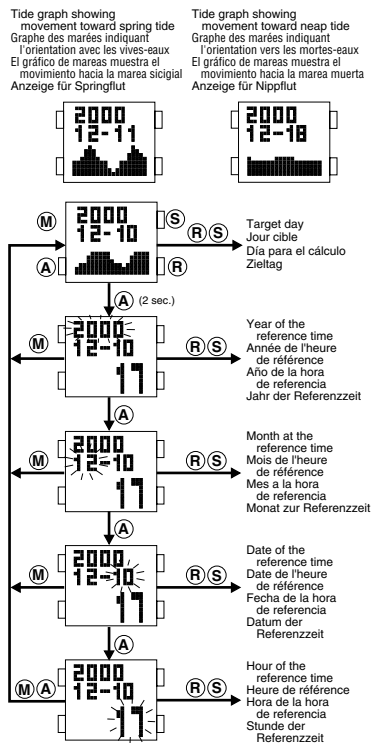 Tide graph showing
movement toward spring tide
Graphe des marées indiquant
l'orientation avec les vives-eaux
El gráfico de mareas muestra el
movimiento hacia la marea sicigial
Anzeige für Springflut
Tide graph showing
movement toward neap tide
Graphe des marées indiquant
l'orientation vers les mortes-eaux
El gráfico de mareas muestra el
movimiento hacia la marea muerta
Anzeige für Nippflut
2000
12-11
2000
12-18
M
2000
12-10
S
A
R
R S
Target day
Jour cible
Día para el cálculo
Zieltag
A (2 sec.)
M
2000
12-10
17
R S
Year of the
reference time
Année de l'heure
de référence
Año de la hora
de referencia
Jahr der Referenzzeit
A
M
2000
12-10
17
R S
Month at the
reference time
Mois de l'heure
de référence
Mes a la hora
de referencia
Monat zur Referenzzeit
A
M
2000
12-10
17
R S
Date of the
reference time
Date de l'heure
de référence
Fecha de la hora
de referencia
Datum der
Referenzzeit
A
M A
2000
12-10
17
R S
Hour of the
reference time
Heure de référence
Hora de la hora
de referencia
Stunde der
Referenzzeit